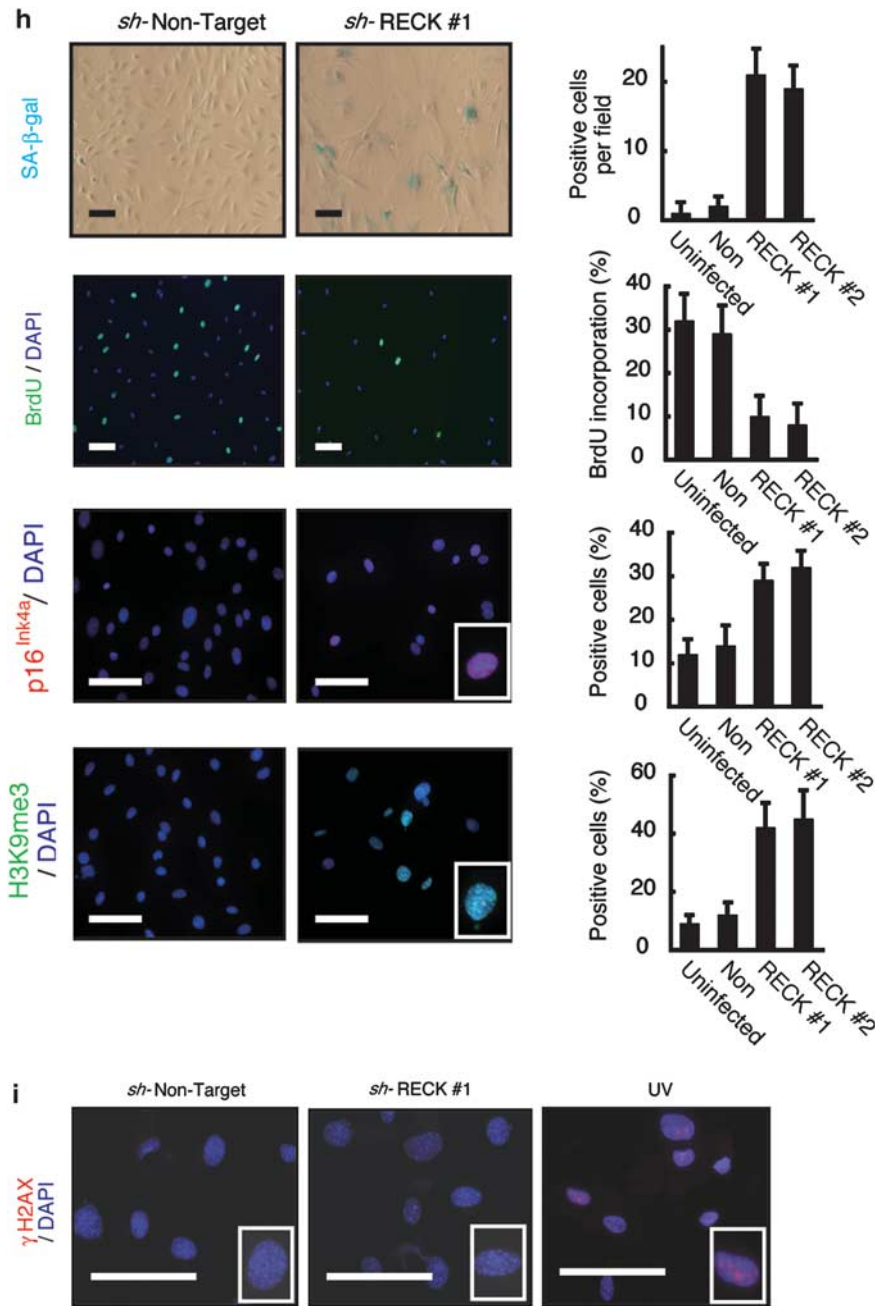 h
sh-Non-Target
sh-RECK #1
SA-β-gal
Positive cells
per field
20
10
0
Uninfected
Non
RECK #1
RECK #2
BrdU / DAPI
BrdU incorporation (%)
40
30
20
10
0
Uninfected
Non
RECK #1
RECK #2
p16Ink4a/ DAPI
Positive cells (%)
40
30
20
10
0
Uninfected
Non
RECK #1
RECK #2
H3K9me3
/ DAPI
Positive cells (%)
60
40
20
0
Uninfected
Non
RECK #1
RECK #2
i
sh-Non-Target
sh-RECK #1
UV
γH2AX
/ DAPI